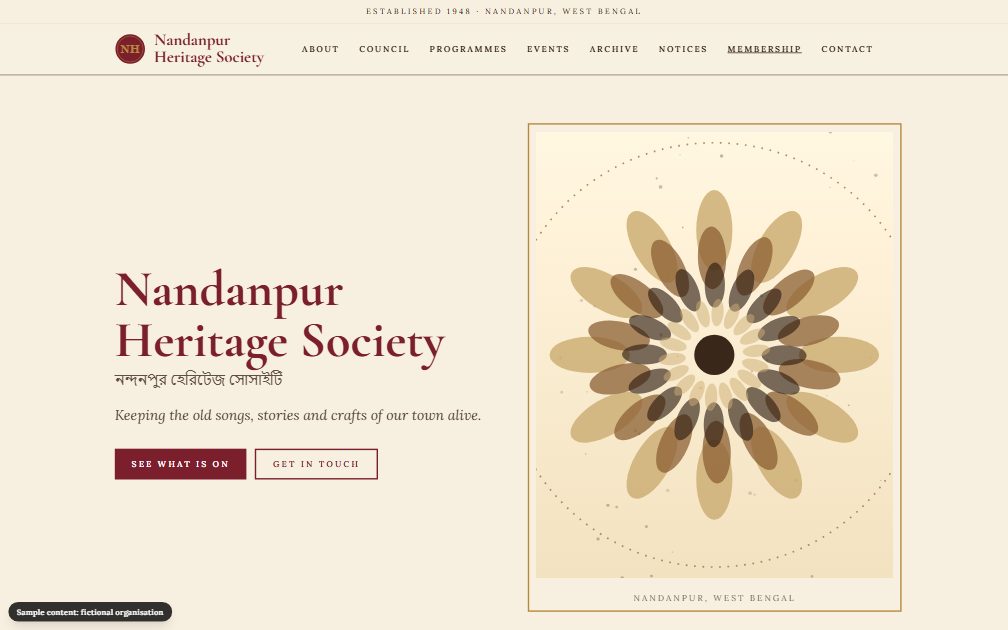 ESTABLISHED 1948 · NANDANPUR, WEST BENGAL
NH
Nandanpur
Heritage Society
ABOUT COUNCIL PROGRAMMES EVENTS ARCHIVE NOTICES MEMBERSHIP CONTACT
Nandanpur
Heritage Society
নন্দনপুর হেরিটেজ সোসাইটি
Keeping the old songs, stories and crafts of our town alive.
SEE WHAT IS ON GET IN TOUCH
NANDANPUR, WEST BENGAL
Sample content: fictional organisation